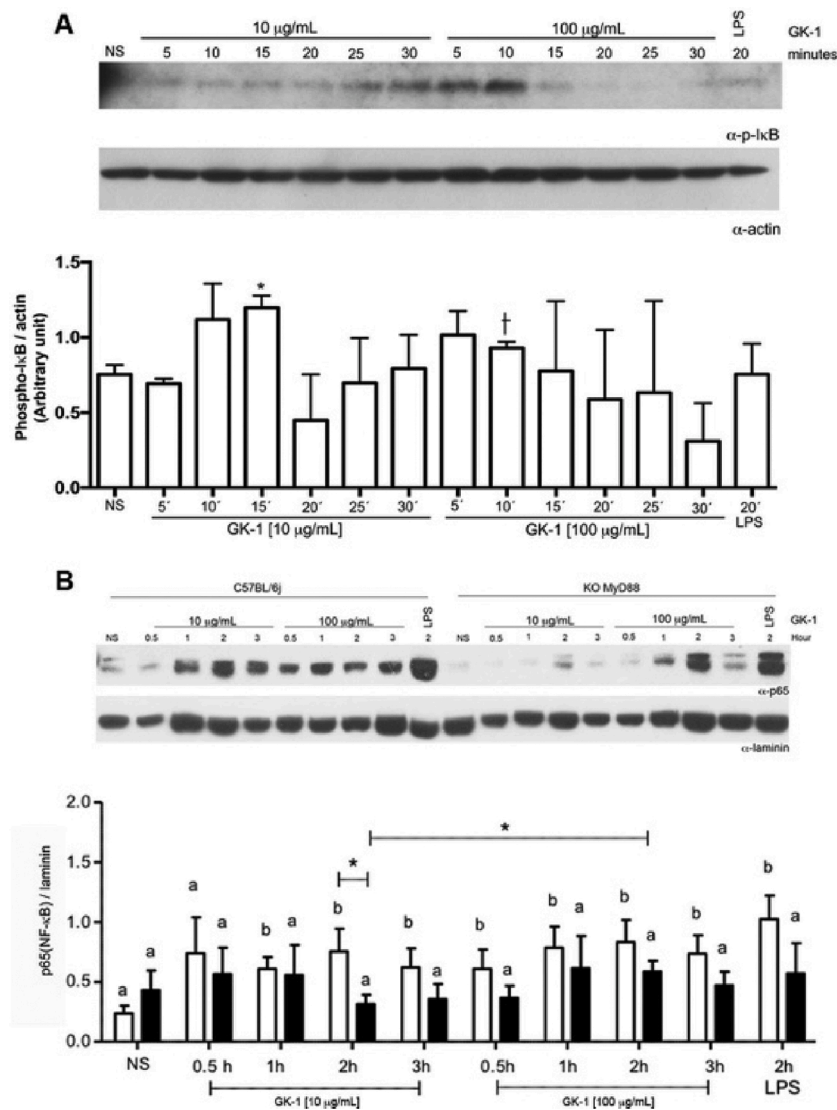 A
10 μg/mL 100 μg/mL LPS GK-1
NS 5 10 15 20 25 30 5 10 15 20 25 30 20 minutes
α-p-IκB
α-actin
Phospho-IκB / actin
(Arbitrary unit)
1.5
1.0
0.5
0.0
*
†
NS 5´ 10´ 15´ 20´ 25´ 30´ 5´ 10´ 15´ 20´ 25´ 30´ 20´
GK-1 [10 μg/mL] GK-1 [100 μg/mL] LPS
B
C57BL/6j KO MyD88
10 μg/mL 100 μg/mL LPS 10 μg/mL 100 μg/mL LPS GK-1
NS 0.5 1 2 3 0.5 1 2 3 2 NS 0.5 1 2 3 0.5 1 2 3 2 Hour
α-p65
α-laminin
p65(NF-κB) / laminin
2.0
1.5
1.0
0.5
0.0
*
*
a a a a b a b a b a b a b a b a b a b a
NS 0.5 h 1h 2h 3h 0.5h 1h 2h 3h 2h
GK-1 [10 μg/mL] GK-1 [100 μg/mL] LPS